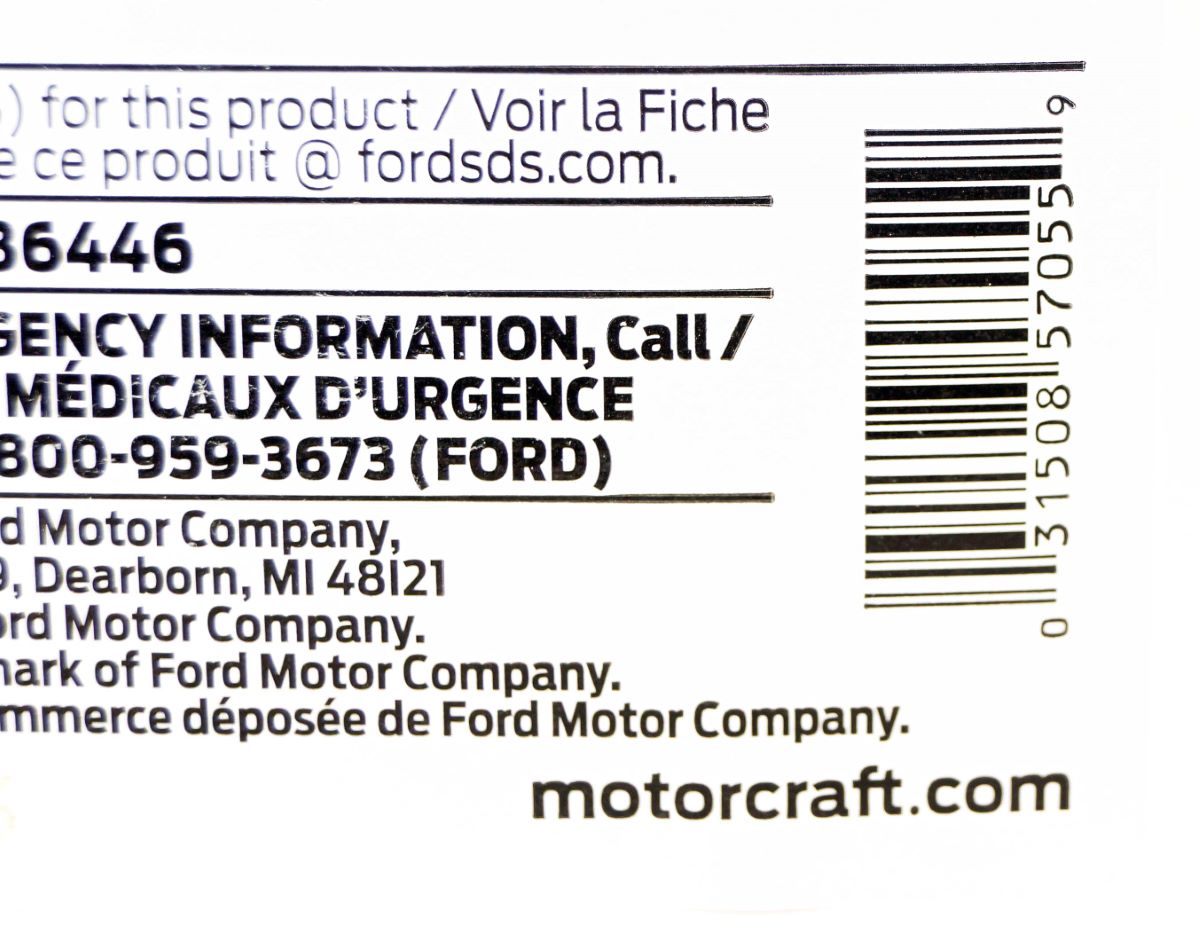 ) for this product / Voir la Fiche
ce produit @ fordsds.com.
36446
GENCY INFORMATION, Call /
MÉDICAUX D'URGENCE
800-959-3673 (FORD)
d Motor Company,
9, Dearborn, MI 48121
ord Motor Company.
mark of Ford Motor Company.
mmerce déposée de Ford Motor Company.
motorcraft.com
0 31508 57055 9